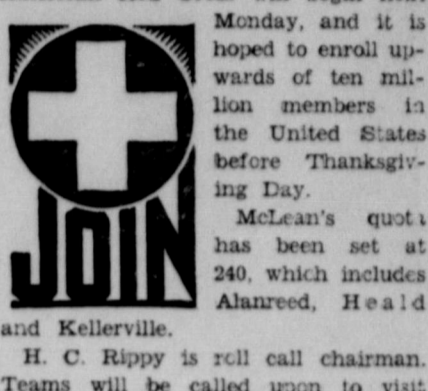 JOIN
Monday, and it is
hoped to enroll up-
wards of ten mil-
lion members in
the United States
before Thanksgiv-
ing Day.
McLean's quota
has been set at
240, which includes
Alanreed, Heald
and Kellerville.
H. C. Rippy is roll call chairman.
Teams will be called upon to visit